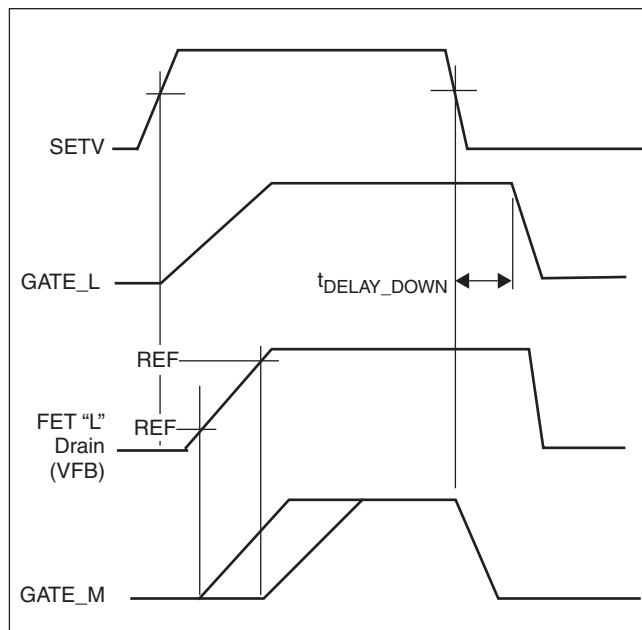 SETV
GATE_L
tDELAY_DOWN
REF
REF
FET “L”
Drain
(VFB)
GATE_M